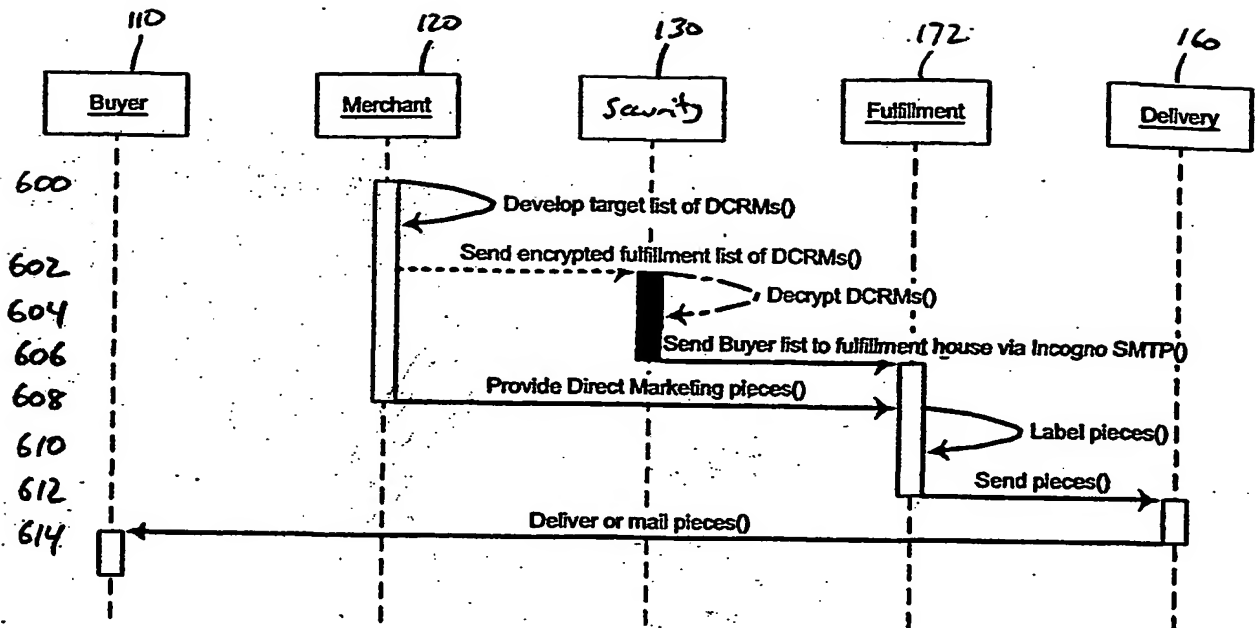 110
120
130
172
160
Buyer
Merchant
Security
Fulfillment
Delivery
600
Develop target list of DCRMs()
602
Send encrypted fulfillment list of DCRMs()
604
Decrypt DCRMs()
606
Send Buyer list to fulfillment house via Incogno SMTP()
608
Provide Direct Marketing pieces()
610
Label pieces()
612
Send pieces()
614
Deliver or mail pieces()